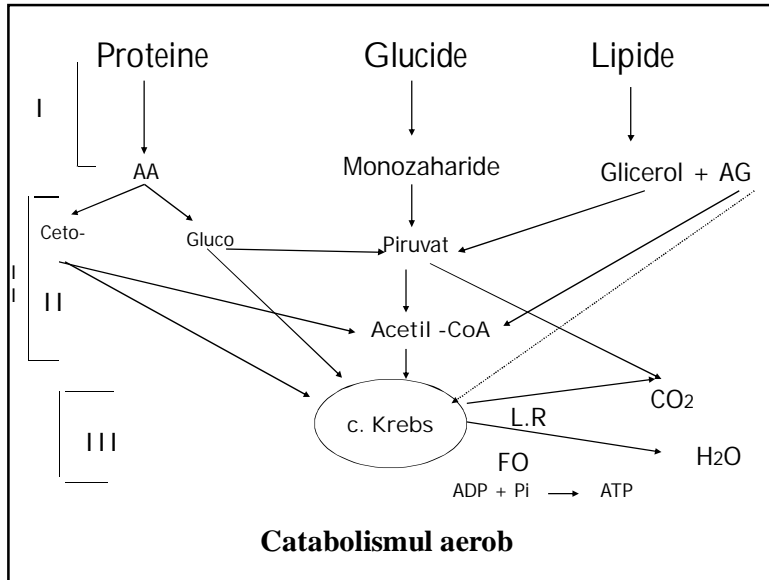 Proteine Glucide Lipide
I
AA Monozaharide Glicerol + AG
Ceto- Gluco Piruvat
I
I II
Acetil -CoA
CO2
c. Krebs L.R
III H2O
FO
ADP + Pi ATP
Catabolismul aerob